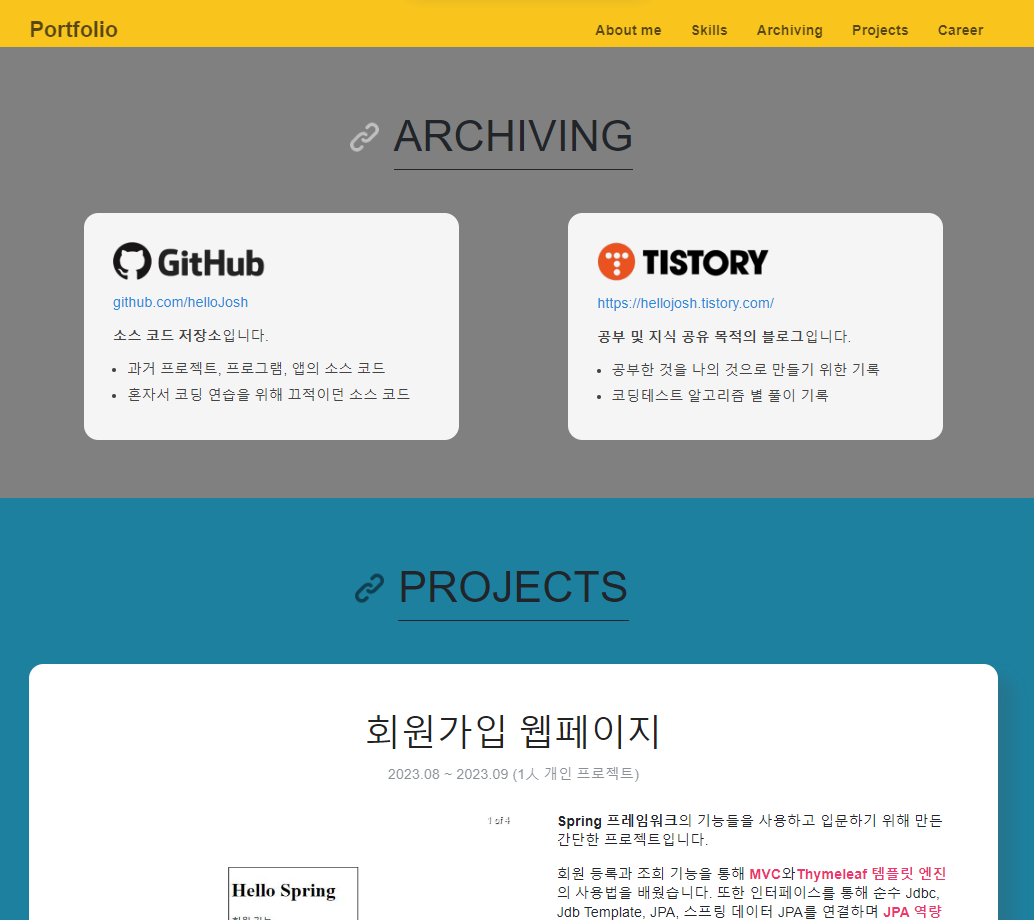 Portfolio
About me Skills Archiving Projects Career
ARCHIVING
GitHub
github.com/helloJosh
소스 코드 저장소입니다.
과거 프로젝트, 프로그램, 앱의 소스 코드
혼자서 코딩 연습을 위해 끄적이던 소스 코드
TISTORY
https://hellojosh.tistory.com/
공부 및 지식 공유 목적의 블로그입니다.
공부한 것을 나의 것으로 만들기 위한 기록
코딩테스트 알고리즘 별 풀이 기록
PROJECTS
회원가입 웹페이지
2023.08 ~ 2023.09 (1人 개인 프로젝트)
1 of 4
Hello Spring
회원 기능
Spring 프레임워크의 기능들을 사용하고 입문하기 위해 만든
간단한 프로젝트입니다.
회원 등록과 조회 기능을 통해 MVC와Thymeleaf 템플릿 엔진
의 사용법을 배웠습니다. 또한 인터페이스를 통해 순수 Jdbc,
Jdb Template, JPA, 스프링 데이터 JPA를 연결하며 JPA 역량